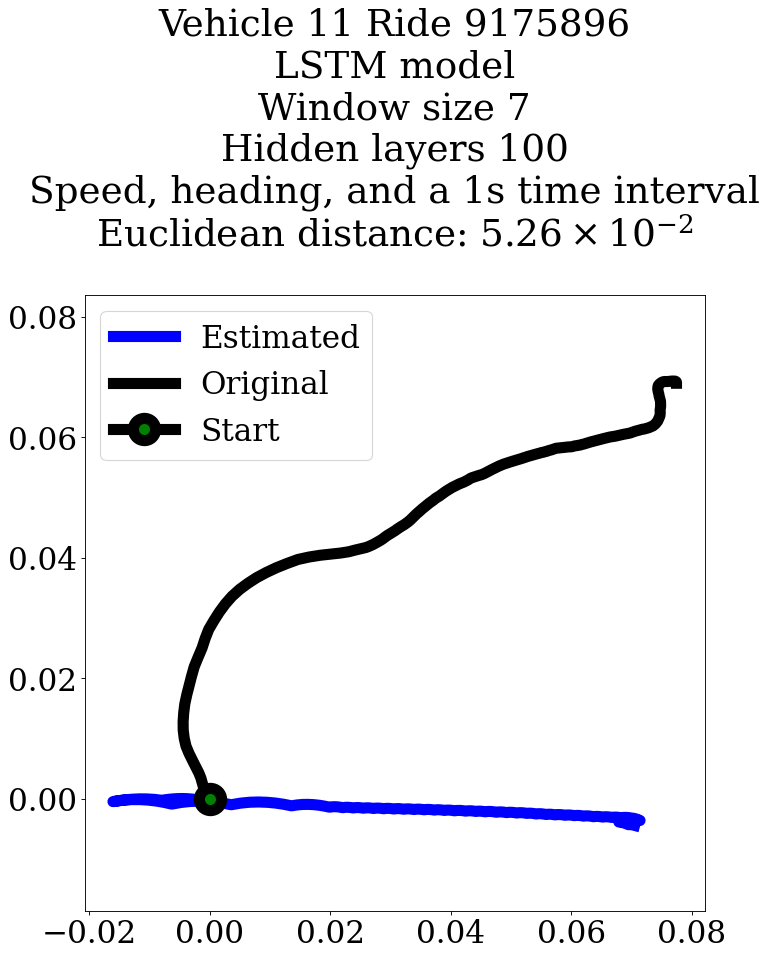 Vehicle 11 Ride 9175896
LSTM model
Window size 7
Hidden layers 100
Speed, heading, and a 1s time interval
Euclidean distance: 5.26 × 10⁻²
Estimated
Original
Start
0.08
0.06
0.04
0.02
0.00
−0.02 0.00 0.02 0.04 0.06 0.08